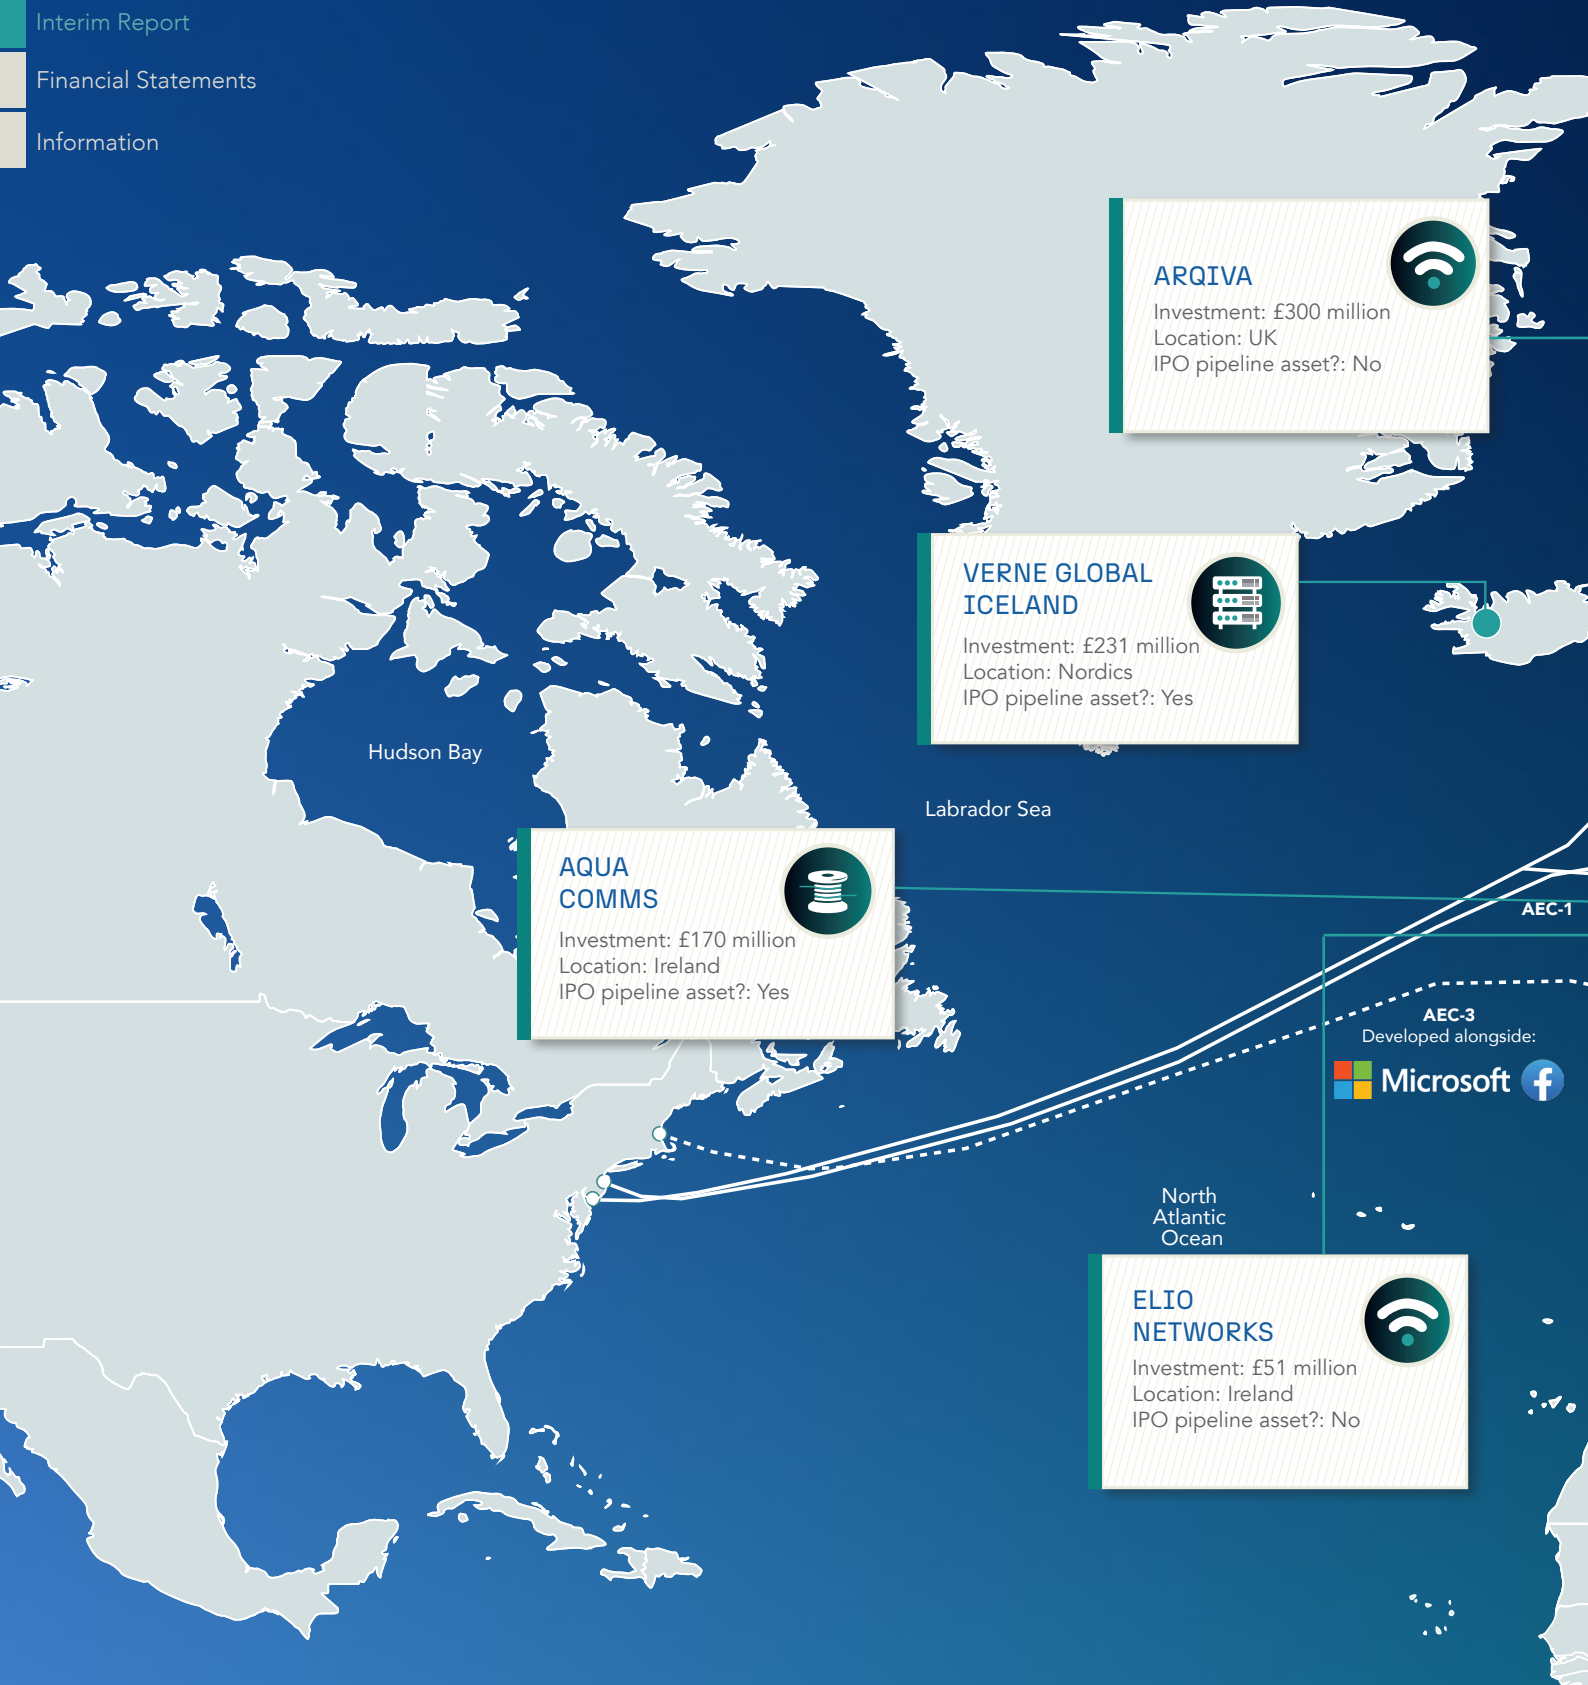 Interim Report
Financial Statements
Information
ARQIVA
Investment: £300 million
Location: UK
IPO pipeline asset?: No
VERNE GLOBAL
ICELAND
Investment: £231 million
Location: Nordics
IPO pipeline asset?: Yes
Hudson Bay
Labrador Sea
AQUA
COMMS
Investment: £170 million
Location: Ireland
IPO pipeline asset?: Yes
AEC-1
AEC-3
Developed alongside:
Microsoft
North
Atlantic
Ocean
ELIO
NETWORKS
Investment: £51 million
Location: Ireland
IPO pipeline asset?: No